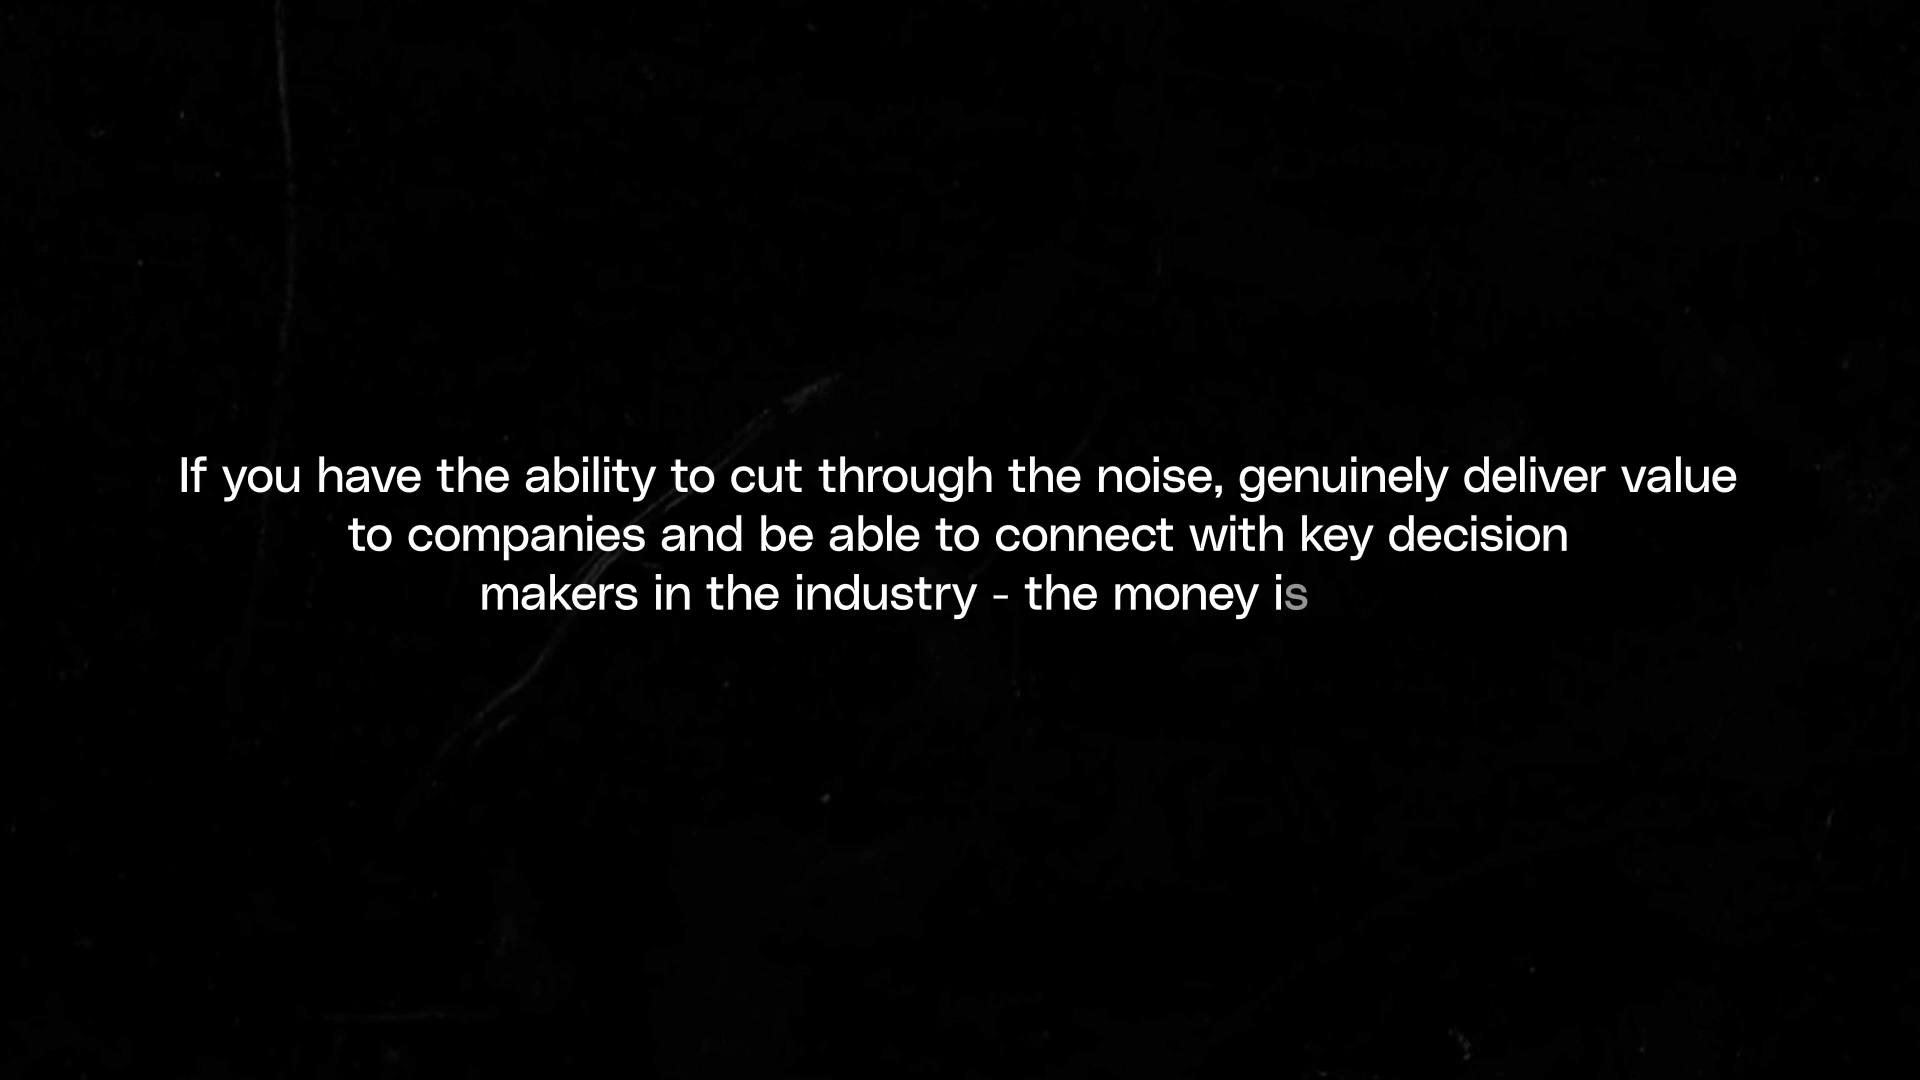 If you have the ability to cut through the noise, genuinely deliver value
to companies and be able to connect with key decision
makers in the industry - the money is